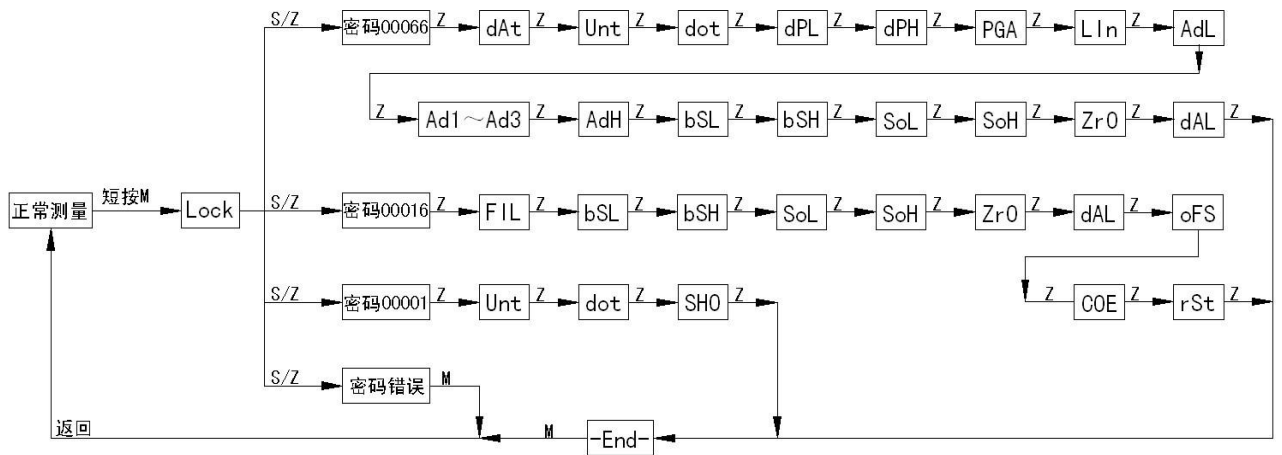 S/Z 密码00066 Z dAt Z Unt Z dot Z dPL Z dPH Z PGA Z LIn Z AdL
Z Ad1～Ad3 Z AdH Z bSL Z bSH Z SoL Z SoH Z Zr0 Z dAL Z
正常测量 短按M Lock S/Z 密码00016 Z FIL Z bSL Z bSH Z SoL Z SoH Z Zr0 Z dAL Z oFS
S/Z 密码00001 Z Unt Z dot Z SHO Z Z COE Z rSt Z
S/Z 密码错误 M
返回 M -End-